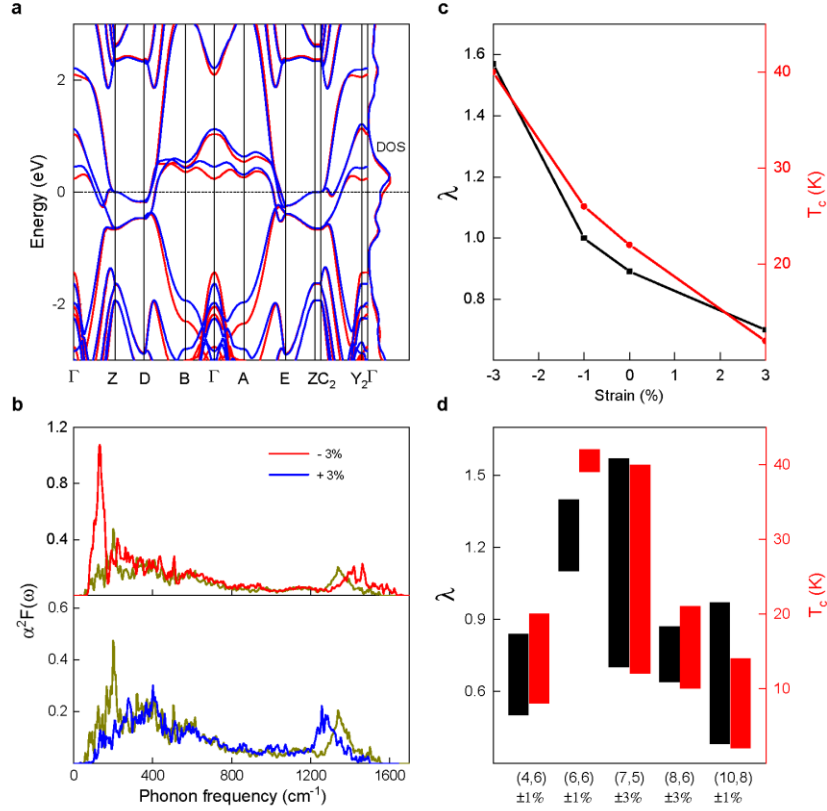 a
2
0
-2
Energy (eV)
DOS
Γ Z D B Γ A E ZC₂ Y₂Γ
b
1.2
0.8
0.4
0.6
0.4
0.2
α²F(ω)
- 3%
+ 3%
0 400 800 1200 1600
Phonon frequency (cm⁻¹)
c
1.6
1.4
1.2
1.0
0.8
λ
40
30
20
T_c (K)
-3 -2 -1 0 1 2 3
Strain (%)
d
1.5
1.2
0.9
0.6
λ
40
30
20
10
T_c (K)
(4,6) (6,6) (7,5) (8,6) (10,8)
±1% ±1% ±3% ±3% ±1%